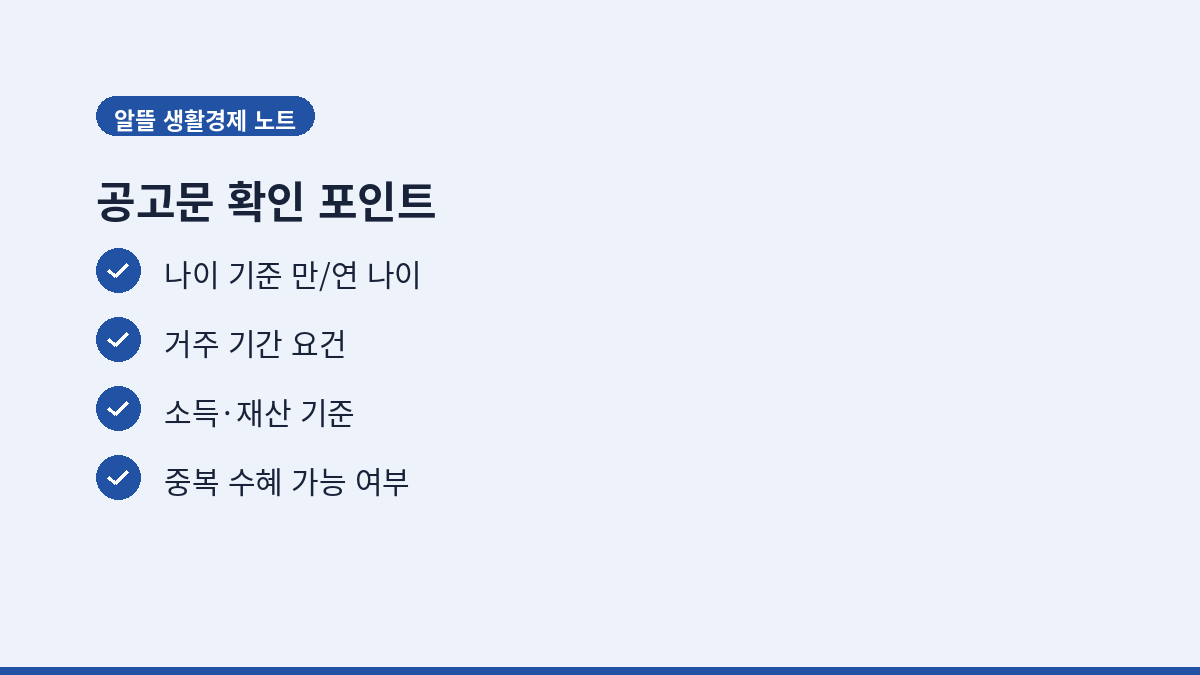 알뜰 생활경제 노트
공고문 확인 포인트
나이 기준 만/연 나이
거주 기간 요건
소득·재산 기준
중복 수혜 가능 여부